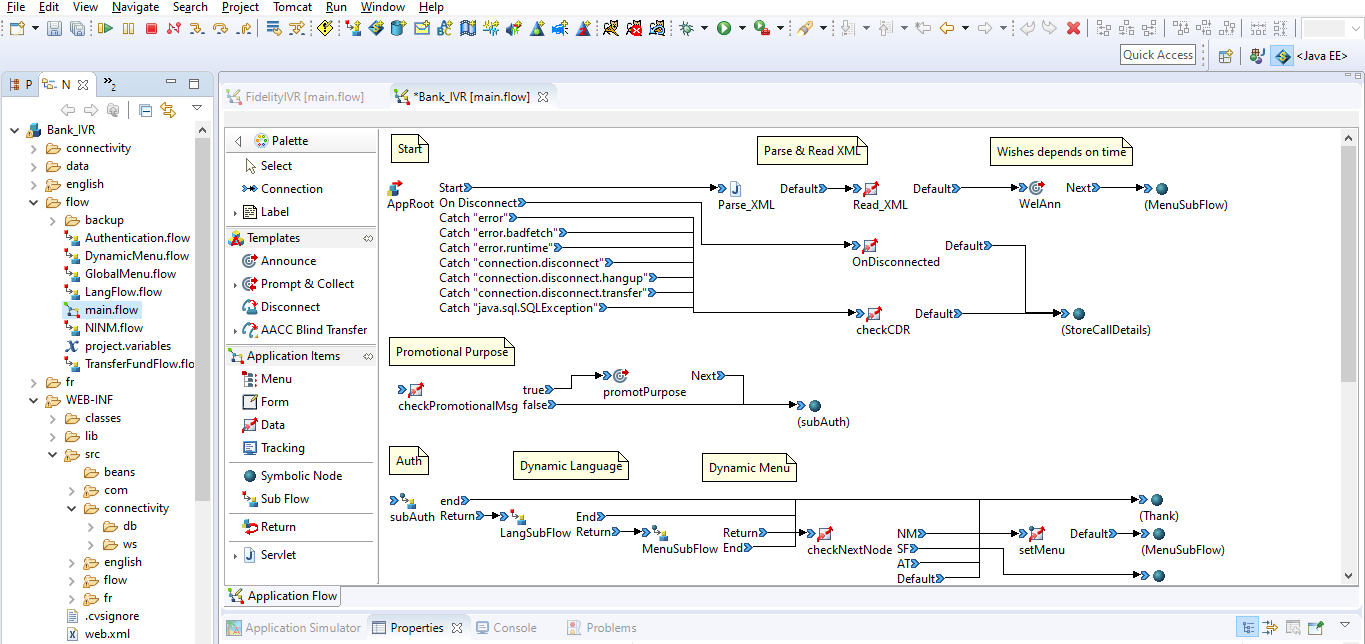 File Edit View Navigate Search Project Tomcat Run Window Help
Quick Access
<Java EE>
P
N
»2
FidelityIVR [main.flow]
*Bank_IVR [main.flow]
Bank_IVR
connectivity
data
english
flow
backup
Authentication.flow
DynamicMenu.flow
GlobalMenu.flow
LangFlow.flow
main.flow
NINM.flow
project.variables
TransferFundFlow.flo
fr
WEB-INF
classes
lib
src
beans
com
connectivity
db
ws
english
flow
fr
.cvsignore
web.xml
Palette
Select
Connection
Label
Templates
Announce
Prompt & Collect
Disconnect
AACC Blind Transfer
Application Items
Menu
Form
Data
Tracking
Symbolic Node
Sub Flow
Return
Servlet
Start
Parse & Read XML
Wishes depends on time
AppRoot
Start
On Disconnect
Catch "error"
Catch "error.badfetch"
Catch "error.runtime"
Catch "connection.disconnect"
Catch "connection.disconnect.hangup"
Catch "connection.disconnect.transfer"
Catch "java.sql.SQLException"
Parse_XML
Default
Read_XML
Default
WelAnn
Next
(MenuSubFlow)
OnDisconnected
Default
checkCDR
Default
(StoreCallDetails)
Promotional Purpose
checkPromotionalMsg
true
false
promotPurpose
Next
(subAuth)
Auth
Dynamic Language
Dynamic Menu
subAuth
end
Return
LangSubFlow
End
Return
MenuSubFlow
Return
End
checkNextNode
NM
SF
AT
Default
setMenu
Default
(Thank)
(MenuSubFlow)
Application Flow
Application Simulator
Properties
Console
Problems